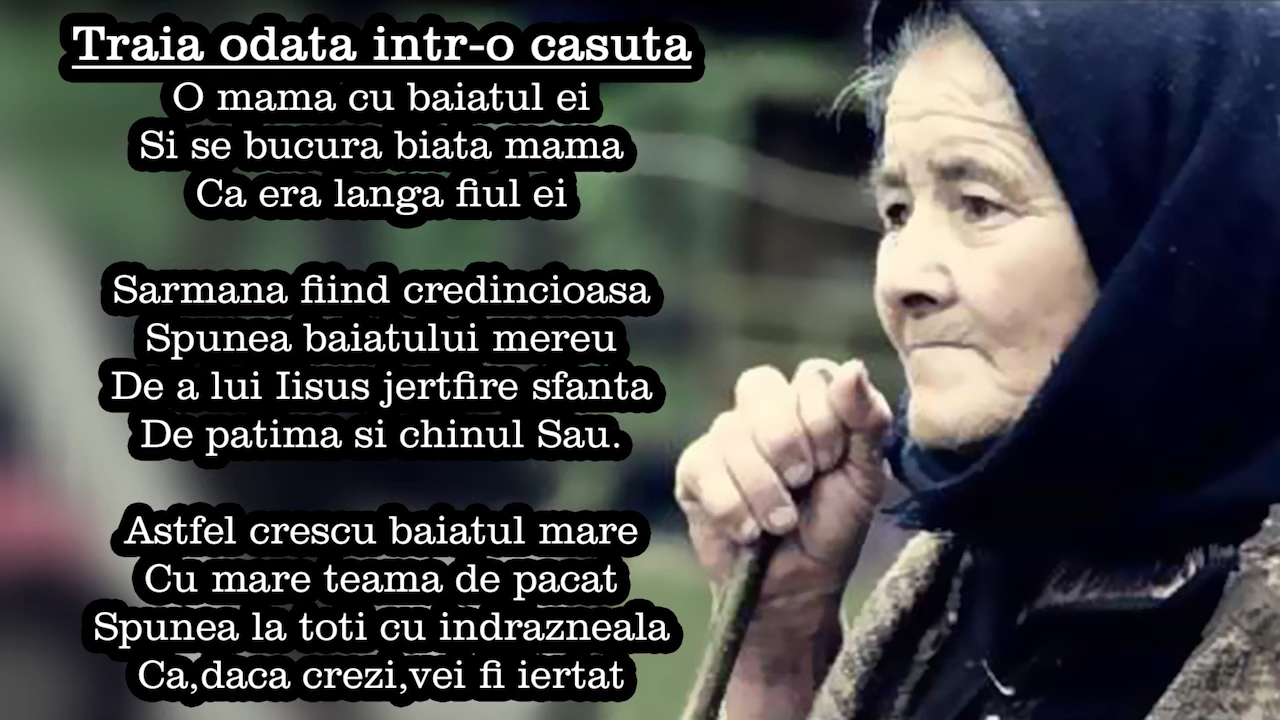 Traia odata intr-o casuta
O mama cu baiatul ei
Si se bucura biata mama
Ca era langa fiul ei
Sarmana fiind credincioasa
Spunea baiatului mereu
De a lui Iisus jertfire sfanta
De patima si chinul Sau.
Astfel crescu baiatul mare
Cu mare teama de pacat
Spunea la toti cu indrazneala
Ca,daca crezi,vei fi iertat